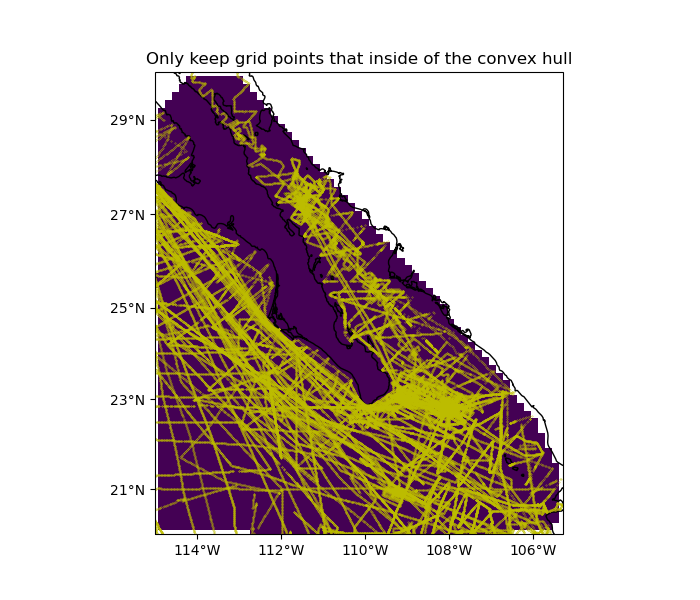 Only keep grid points that inside of the convex hull
29°N
27°N
25°N
23°N
21°N
114°W 112°W 110°W 108°W 106°W